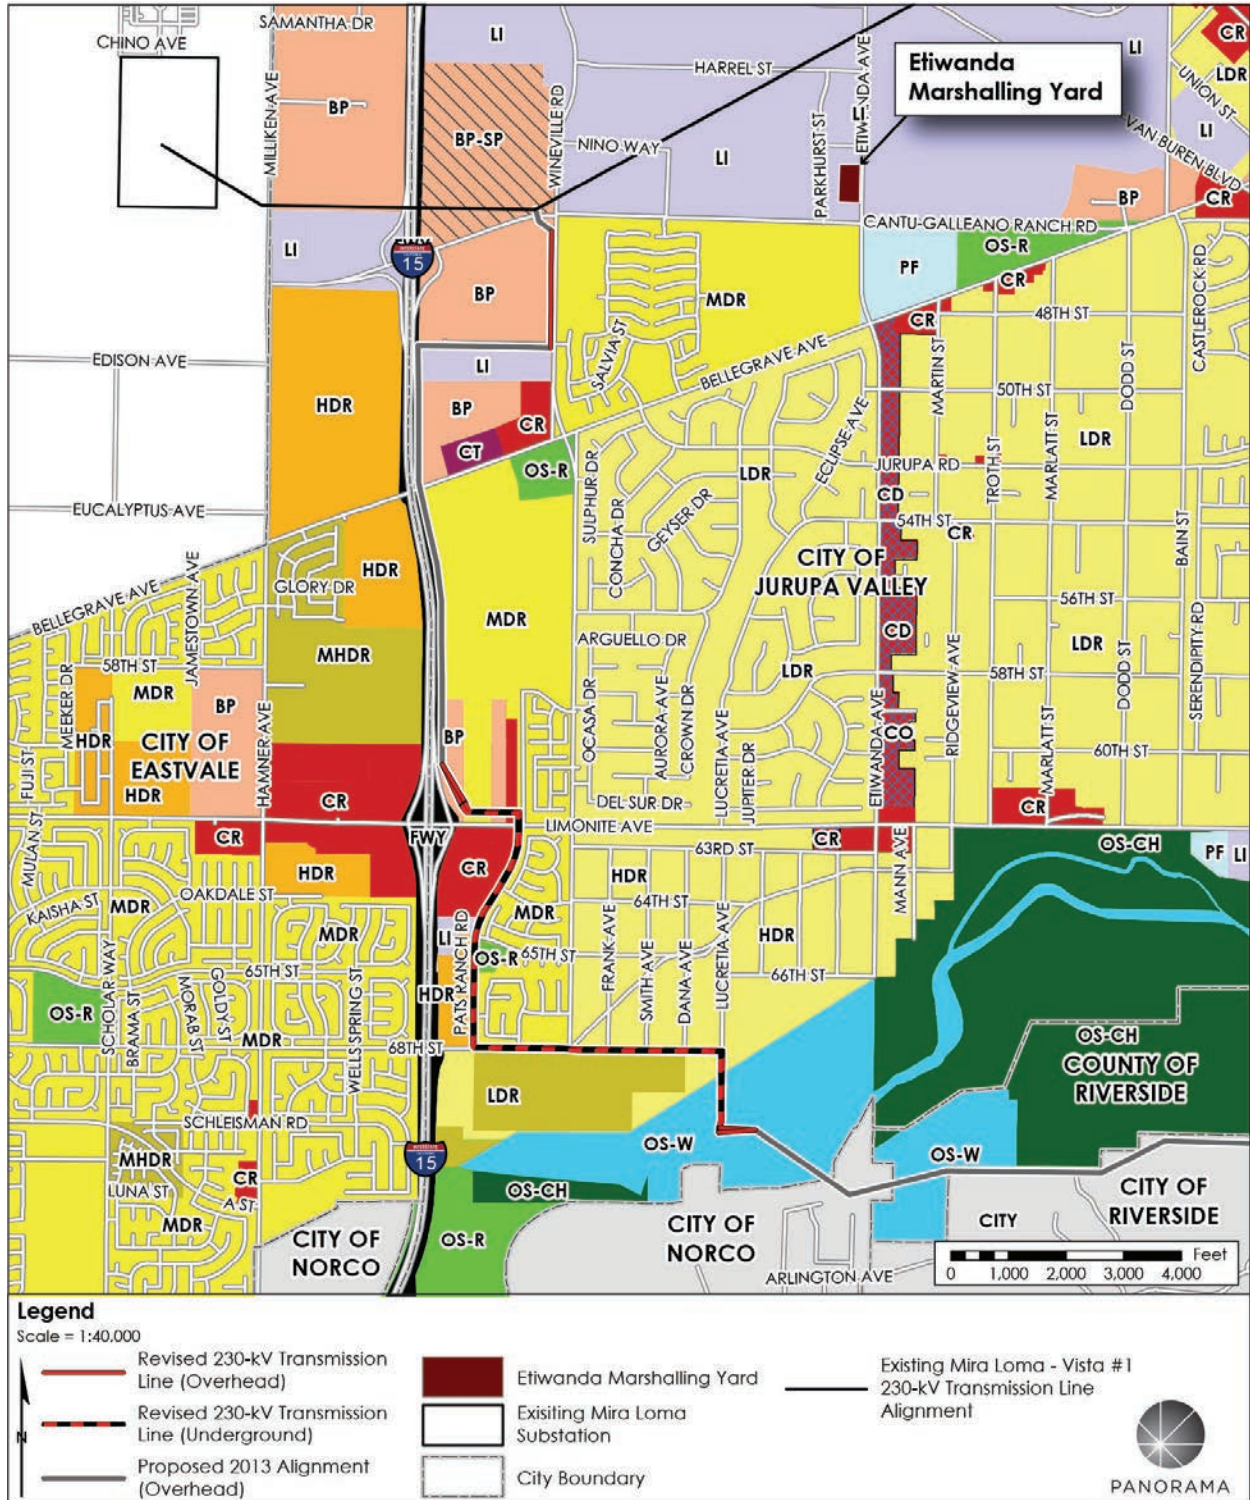 SAMANTHA DR
CHINO AVE
LI
LI
CR
HARREL ST
Etiwanda
Marshalling Yard
LDR
UNION ST
MILLIKEN AVE
BP
BP-SP
WINEVILLE RD
NINO WAY
LI
PARKHURST ST
LI
ETIWANDA AVE
LI
VAN BUREN BLVD
BP
CR
CANTU-GALLEANO RANCH RD
LI
FWY
INTERSTATE
15
BP
MDR
PF
OS-R
CR
CASTLEROCK RD
CR
48TH ST
EDISON AVE
LI
SALVIA ST
BELLEGRAVE AVE
MARTIN ST
DODD ST
50TH ST
HDR
BP
CR
CT
OS-R
ECLIPSE AVE
LDR
LDR
JURUPA RD
TROTH ST
MARLATT ST
EUCALYPTUS AVE
SULPHUR DR
CONCHA DR
GEYSER DR
CD
54TH ST
CR
BAIN ST
CITY OF
JURUPA VALLEY
JAMESTOWN AVE
GLORY DR
HDR
BELLEGRAVE AVE
MDR
56TH ST
ARGUELLO DR
CD
LDR
MHDR
58TH ST
LDR
58TH ST
DODD ST
SERENDIPITY RD
MEEKER DR
MDR
BP
OCASA DR
AURORA AVE
CROWN DR
LUCRETIA AVE
JUPITER DR
ETIWANDA AVE
CO
RIDGEVIEW AVE
MARLATT ST
60TH ST
FUJI ST
HDR
CITY OF
EASTVALE
HAMNER AVE
BP
HDR
CR
DEL SUR DR
CR
MULAN ST
CR
FWY
LIMONITE AVE
63RD ST
CR
MANN AVE
OS-CH
PF
LI
CR
HDR
HDR
KAISHA ST
MDR
OAKDALE ST
MDR
MDR
64TH ST
LI
PATS RANCH RD
OS-R
65TH ST
FRANK AVE
SMITH AVE
DANA AVE
LUCRETIA AVE
HDR
66TH ST
65TH ST
OS-R
SCHOLAR WAY
BRAMA ST
MORAB ST
GOLDY ST
MDR
WELLS SPRING ST
HDR
68TH ST
OS-CH
COUNTY OF
RIVERSIDE
LDR
SCHLEISMAN RD
OS-W
OS-W
MHDR
INTERSTATE
15
LUNA ST
CR
A ST
OS-CH
CITY OF
RIVERSIDE
MDR
CITY OF
NORCO
OS-R
CITY OF
NORCO
CITY
ARLINGTON AVE
Feet
0 1,000 2,000 3,000 4,000
Legend
Scale = 1:40,000
N
Revised 230-kV Transmission
Line (Overhead)
Revised 230-kV Transmission
Line (Underground)
Proposed 2013 Alignment
(Overhead)
Etiwanda Marshalling Yard
Exisiting Mira Loma
Substation
City Boundary
Existing Mira Loma - Vista #1
230-kV Transmission Line
Alignment
PANORAMA